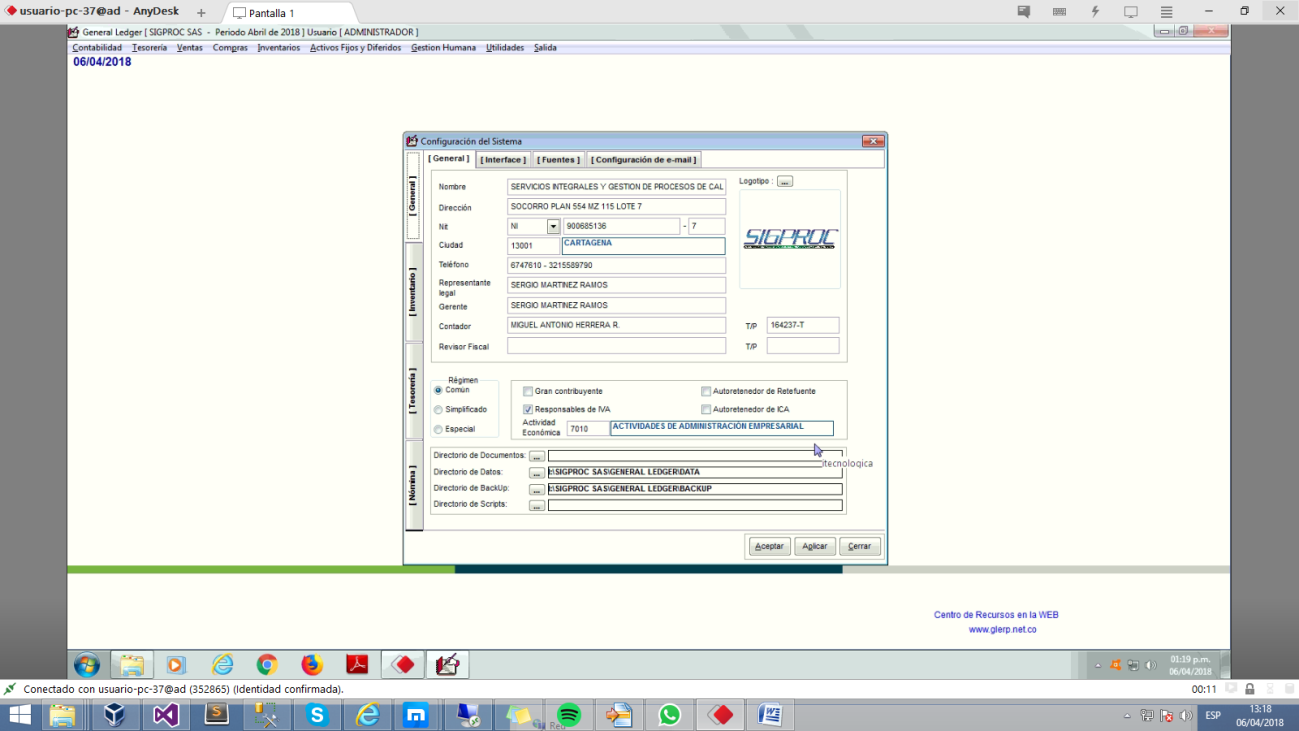 usuario-pc-37@ad - AnyDesk + Pantalla 1
General Ledger [ SIGPROC SAS - Periodo Abril de 2018 ] Usuario [ ADMINISTRADOR ]
Contabilidad Tesorería Ventas Compras Inventarios Activos Fijos y Diferidos Gestion Humana Utilidades Salida
06/04/2018
Configuración del Sistema
[ General ] [ Interface ] [ Fuentes ] [ Configuración de e-mail ]
[ General ]
[ Inventario ]
[ Tesorería ]
[ Nómina ]
Nombre SERVICIOS INTEGRALES Y GESTION DE PROCESOS DE CAL
Logotipo : ...
Dirección SOCORRO PLAN 554 MZ 115 LOTE 7
Nit NI 900685136 - 7
SIGPROC
Ciudad 13001 CARTAGENA
Teléfono 6747610 - 3215589790
Representante legal SERGIO MARTINEZ RAMOS
Gerente SERGIO MARTINEZ RAMOS
Contador MIGUEL ANTONIO HERRERA R. T/P 164237-T
Revisor Fiscal T/P
Régimen
Común
Simplificado
Especial
Gran contribuyente Autoretenedor de Retefuente
Responsables de IVA Autoretenedor de ICA
Actividad Económica 7010 ACTIVIDADES DE ADMINISTRACIÓN EMPRESARIAL
Directorio de Documentos: ...
itecnologica
Directorio de Datos: ... I:\SIGPROC SAS\GENERAL LEDGER\DATA
Directorio de BackUp: ... I:\SIGPROC SAS\GENERAL LEDGER\BACKUP
Directorio de Scripts: ...
Aceptar Aplicar Cerrar
Centro de Recursos en la WEB
www.glerp.net.co
01:19 p.m.
06/04/2018
Conectado con usuario-pc-37@ad (352865) (Identidad confirmada). 00:11
Red
ESP
13:18
06/04/2018